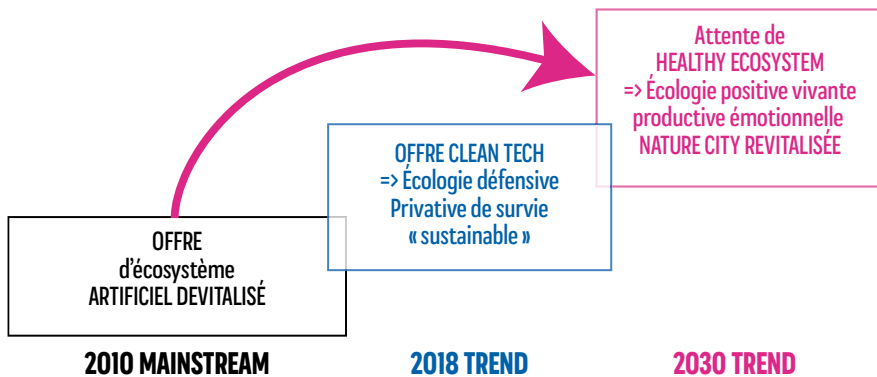 Attente de
HEALTHY ECOSYSTEM
=> Écologie positive vivante
productive émotionnelle
NATURE CITY REVITALISÉE
OFFRE CLEAN TECH
=> Écologie défensive
Privative de survie
« sustainable »
OFFRE
d'écosystème
ARTIFICIEL DEVITALISÉ
2010 MAINSTREAM
2018 TREND
2030 TREND